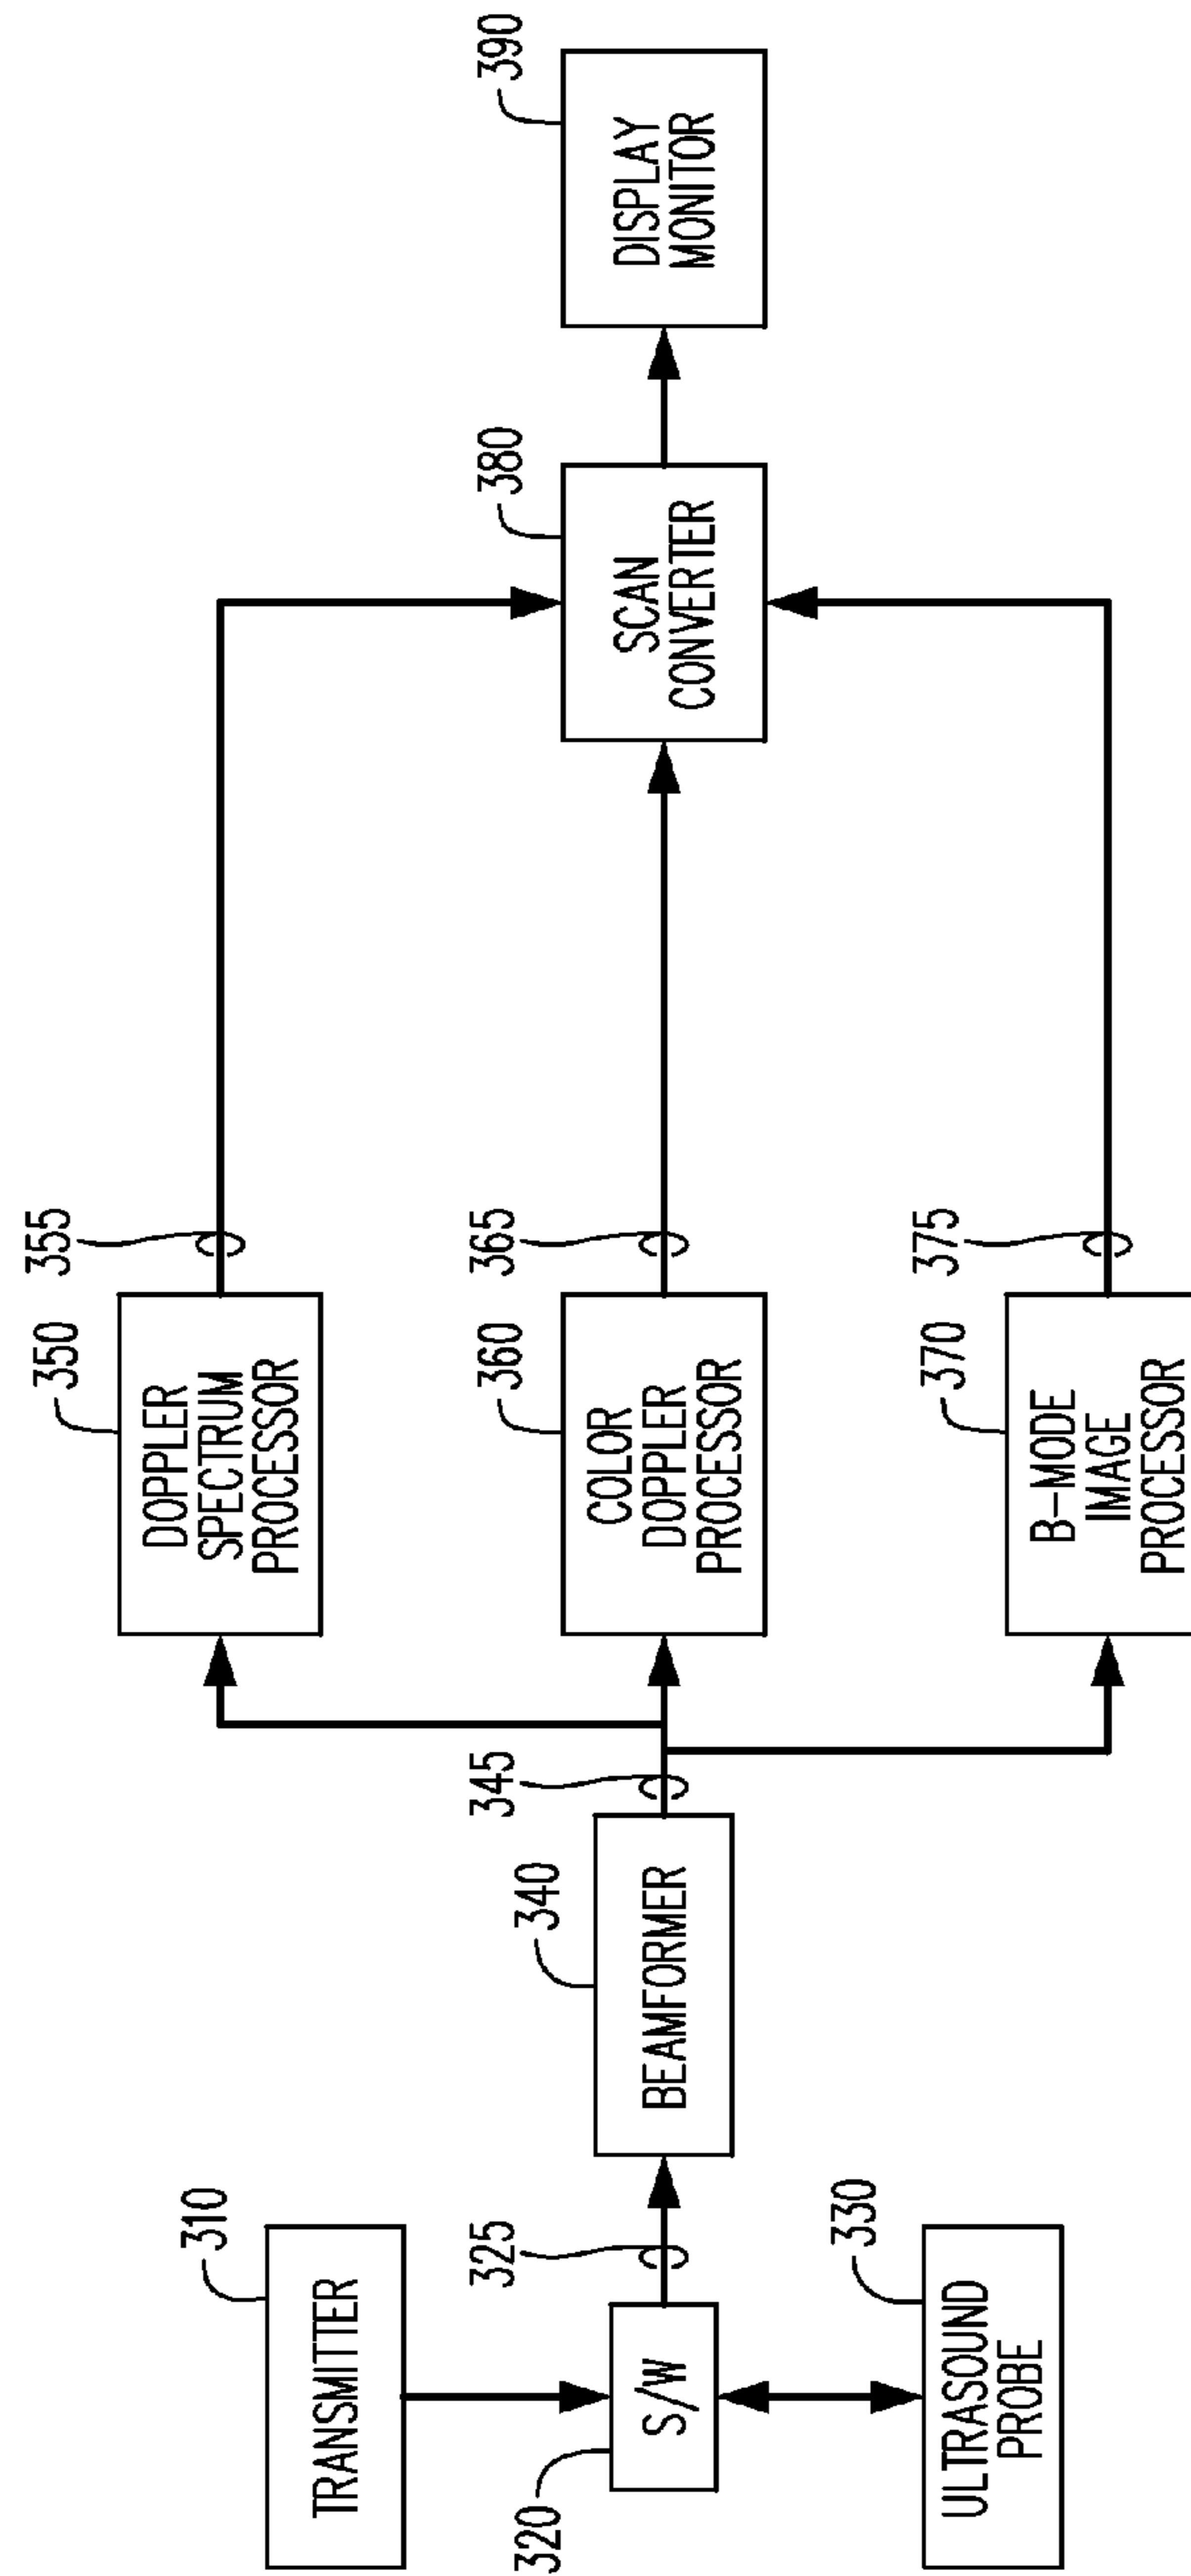 310
TRANSMITTER
320
S/W
325
330
ULTRASOUND
PROBE
340
BEAMFORMER
345
350
DOPPLER
SPECTRUM
PROCESSOR
355
360
COLOR
DOPPLER
PROCESSOR
365
370
B-MODE
IMAGE
PROCESSOR
375
380
SCAN
CONVERTER
390
DISPLAY
MONITOR